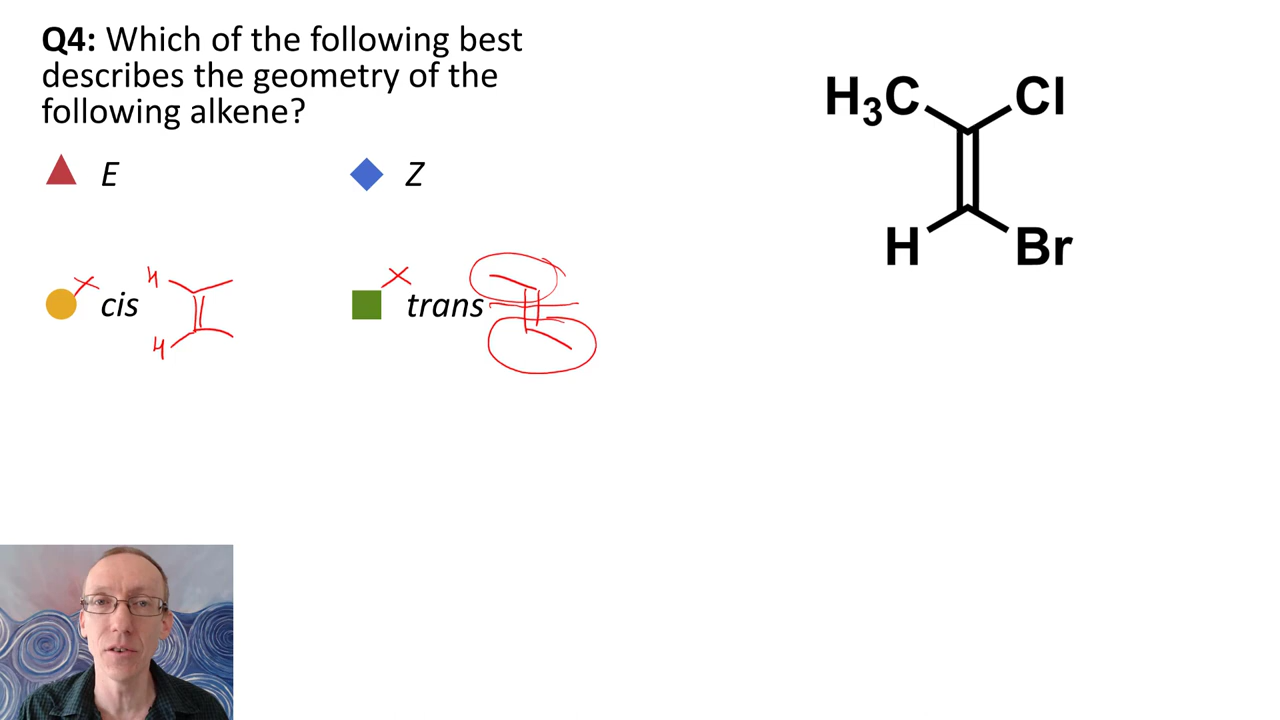 Q4: Which of the following best
describes the geometry of the
following alkene?
E
Z
cis
trans
H
H
H₃C
Cl
H
Br